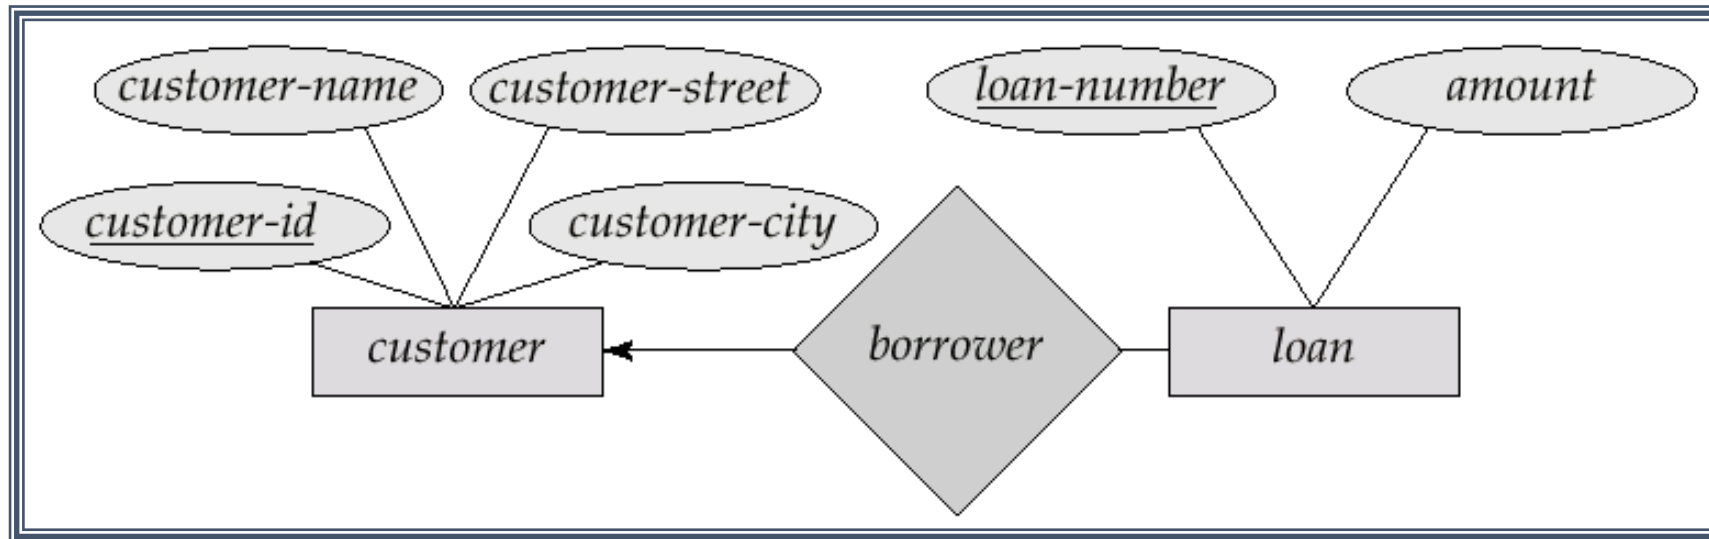 customer-name
customer-street
loan-number
amount
customer-id
customer-city
customer
borrower
loan